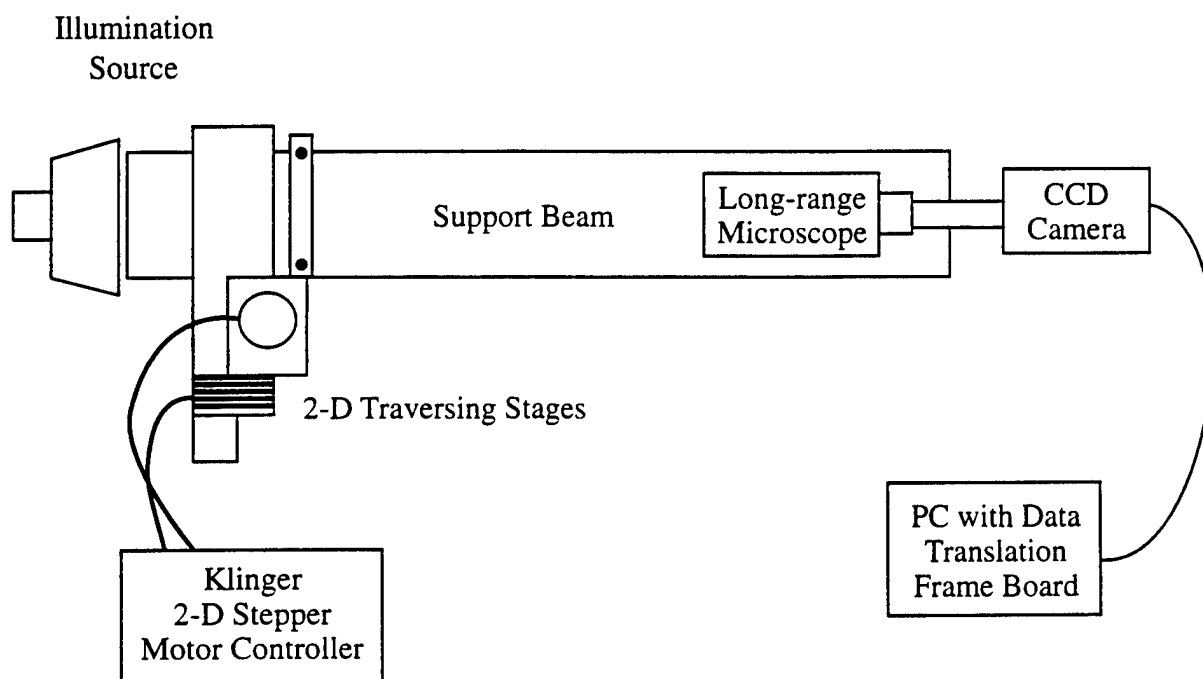 Illumination
Source
Support Beam
Long-range
Microscope
CCD
Camera
2-D Traversing Stages
PC with Data
Translation
Frame Board
Klinger
2-D Stepper
Motor Controller